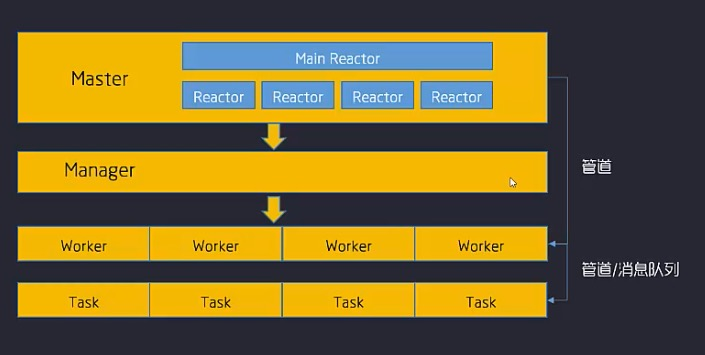 Main Reactor
Master
Reactor Reactor Reactor Reactor
Manager
管道
Worker Worker Worker Worker
管道/消息队列
Task Task Task Task